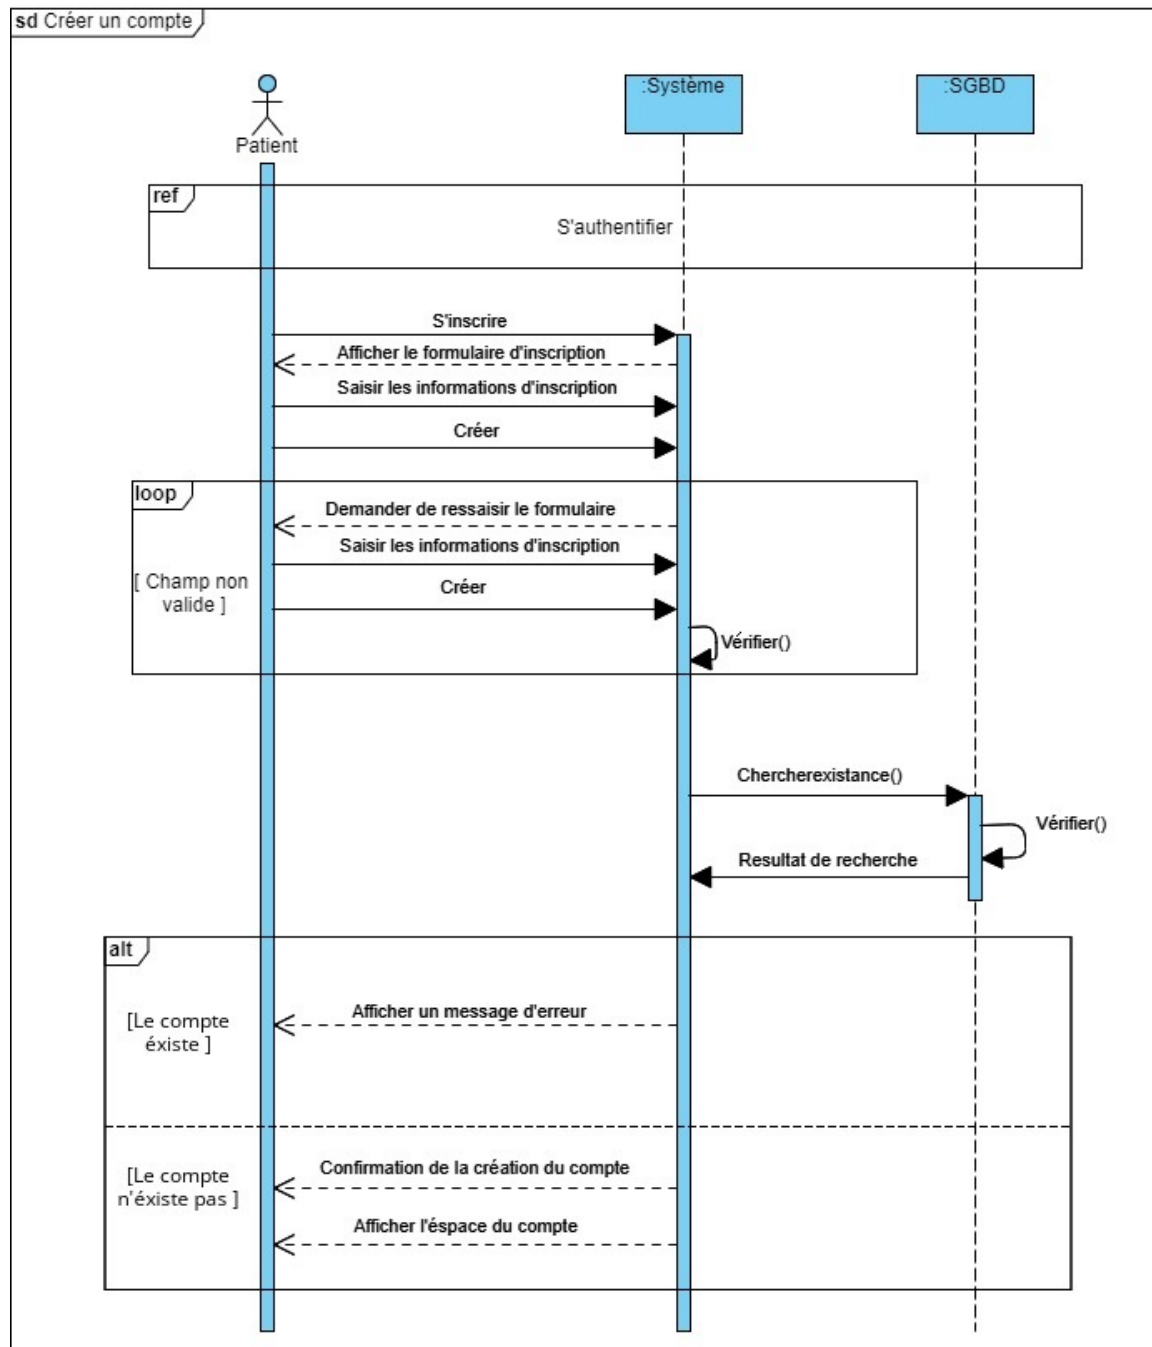 sd Créer un compte
Patient
:Système
:SGBD
ref
S'authentifier
S'inscrire
Afficher le formulaire d'inscription
Saisir les informations d'inscription
Créer
loop
Demander de ressaisir le formulaire
Saisir les informations d'inscription
[ Champ non
valide ]
Créer
Vérifier()
Chercherexistance()
Vérifier()
Resultat de recherche
alt
Afficher un message d'erreur
[Le compte
éxiste ]
Confirmation de la création du compte
[Le compte
n'éxiste pas ]
Afficher l'éspace du compte